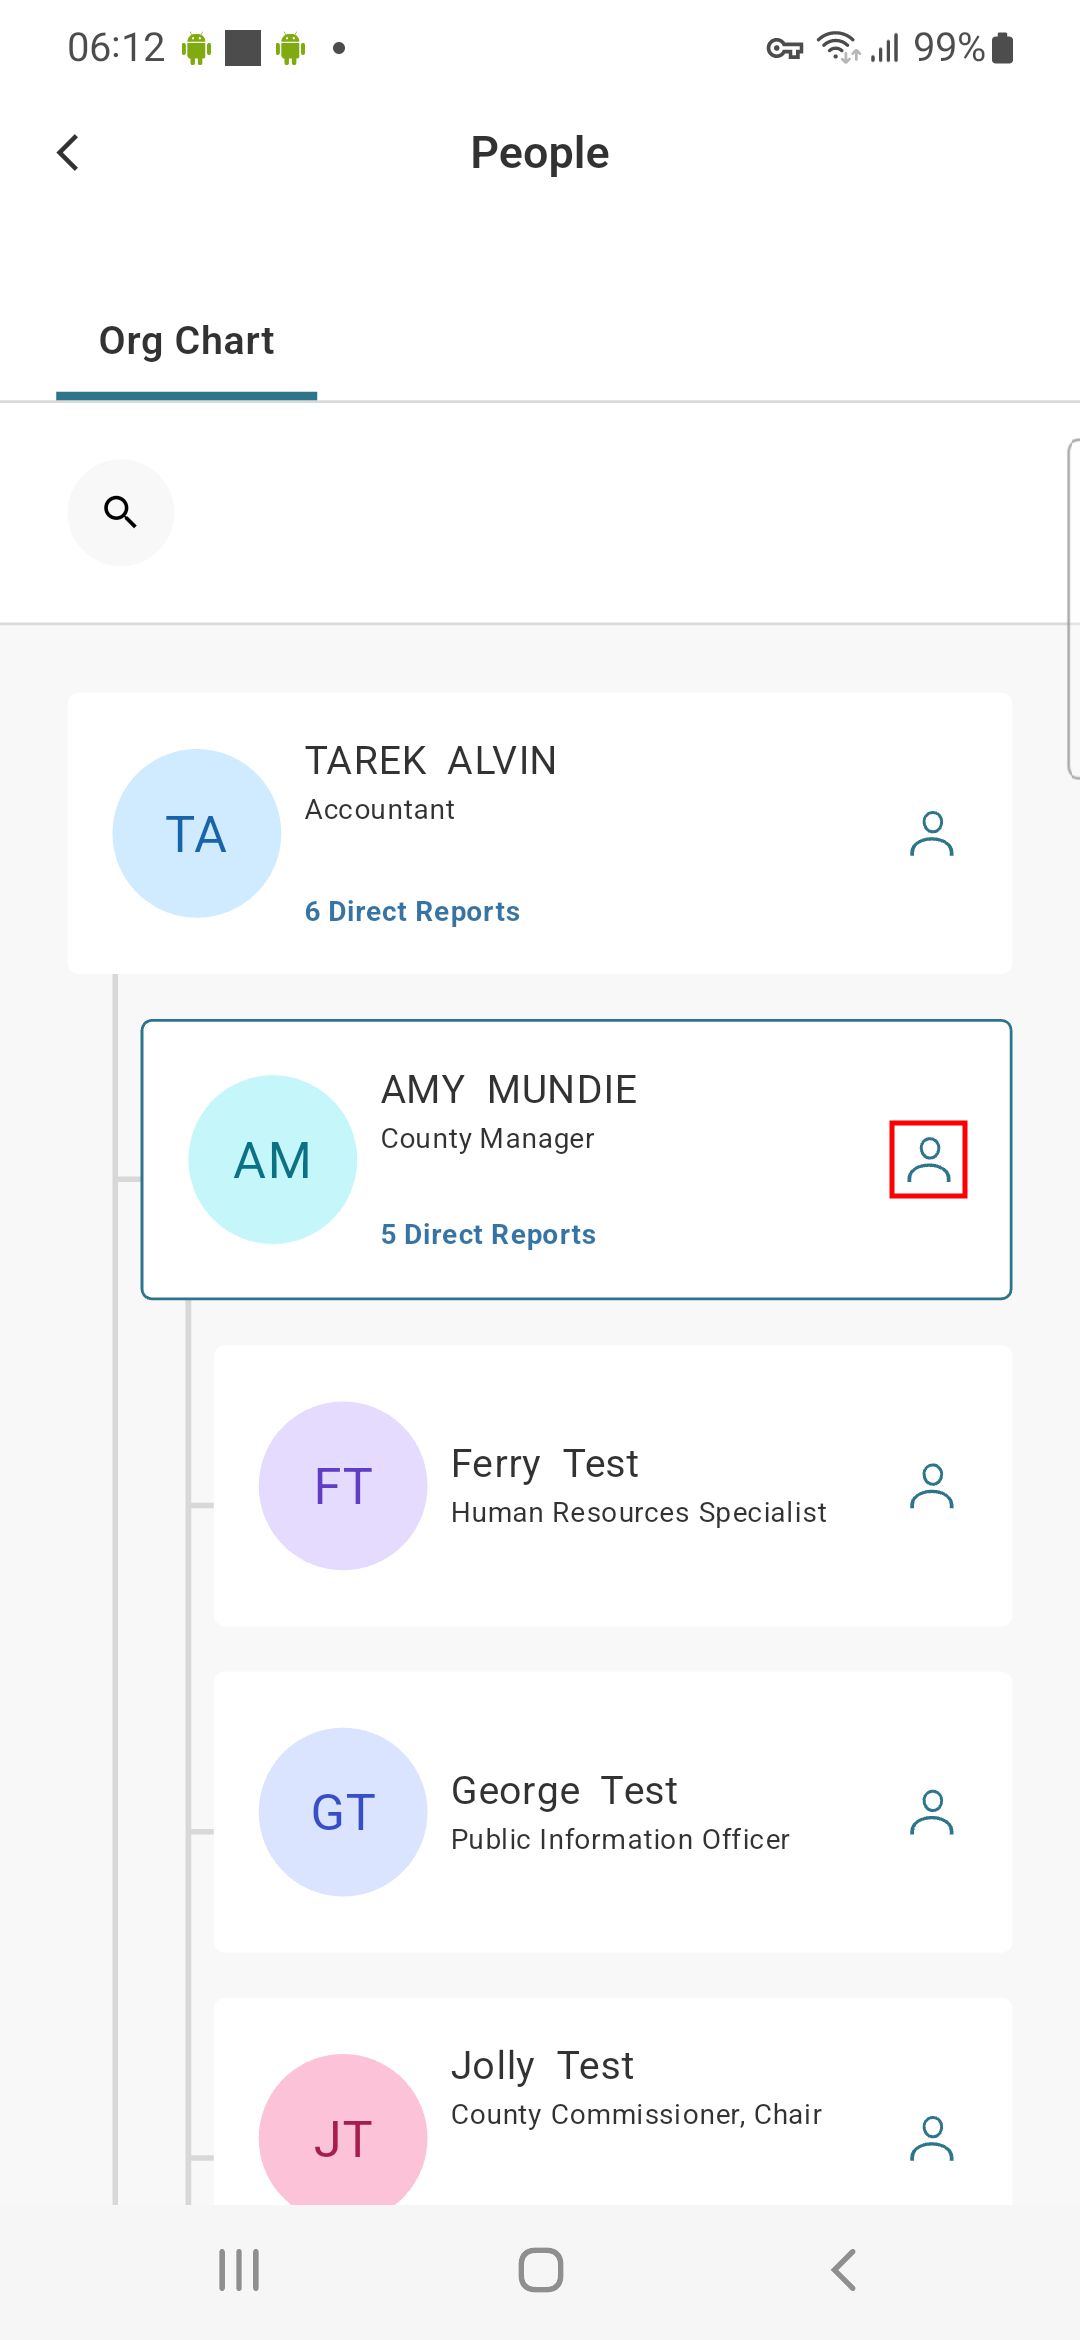 06:12 99%
People
Org Chart
TA
TAREK ALVIN
Accountant
6 Direct Reports
AM
AMY MUNDIE
County Manager
5 Direct Reports
FT
Ferry Test
Human Resources Specialist
GT
George Test
Public Information Officer
JT
Jolly Test
County Commissioner, Chair